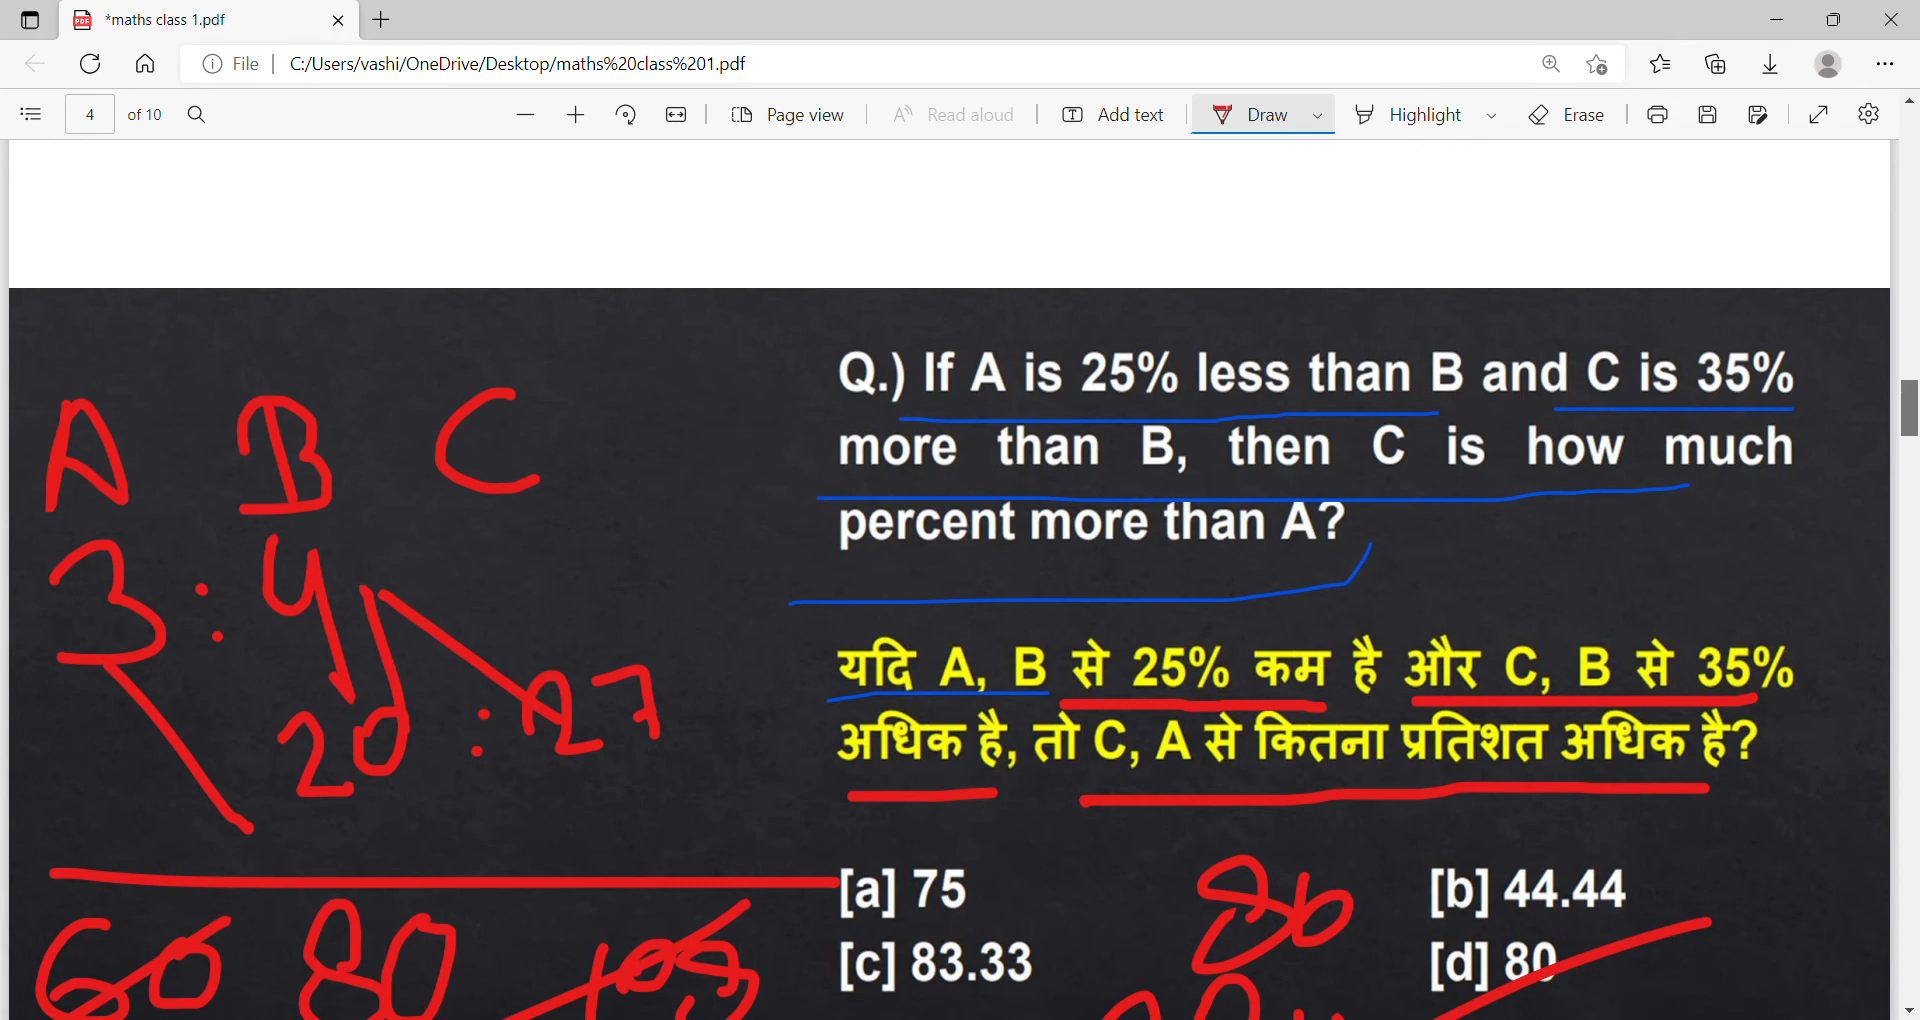 *maths class 1.pdf
File C:/Users/vashi/OneDrive/Desktop/maths%20class%201.pdf
4 of 10 Page view Read aloud Add text Draw Highlight Erase
Q.) If A is 25% less than B and C is 35%
more than B, then C is how much
percent more than A?
यदि A, B से 25% कम है और C, B से 35%
अधिक है, तो C, A से कितना प्रतिशत अधिक है?
[a] 75 [b] 44.44
[c] 83.33 [d] 80
A B C
3 : 4
20 : 27
60 80